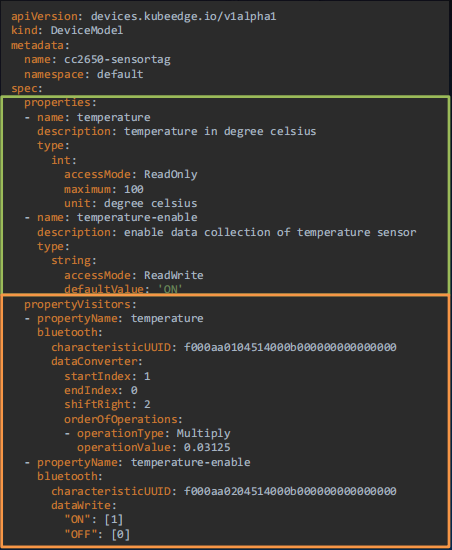 apiVersion: devices.kubeedge.io/v1alpha1
kind: DeviceModel
metadata:
  name: cc2650-sensortag
  namespace: default
spec:
  properties:
  - name: temperature
    description: temperature in degree celsius
    type:
      int:
        accessMode: ReadOnly
        maximum: 100
        unit: degree celsius
  - name: temperature-enable
    description: enable data collection of temperature sensor
    type:
      string:
        accessMode: ReadWrite
        defaultValue: 'ON'
  propertyVisitors:
  - propertyName: temperature
    bluetooth:
      characteristicUUID: f000aa0104514000b000000000000000
      dataConverter:
        startIndex: 1
        endIndex: 0
        shiftRight: 2
        orderOfOperations:
        - operationType: Multiply
          operationValue: 0.03125
  - propertyName: temperature-enable
    bluetooth:
      characteristicUUID: f000aa0204514000b000000000000000
      dataWrite:
        "ON": [1]
        "OFF": [0]